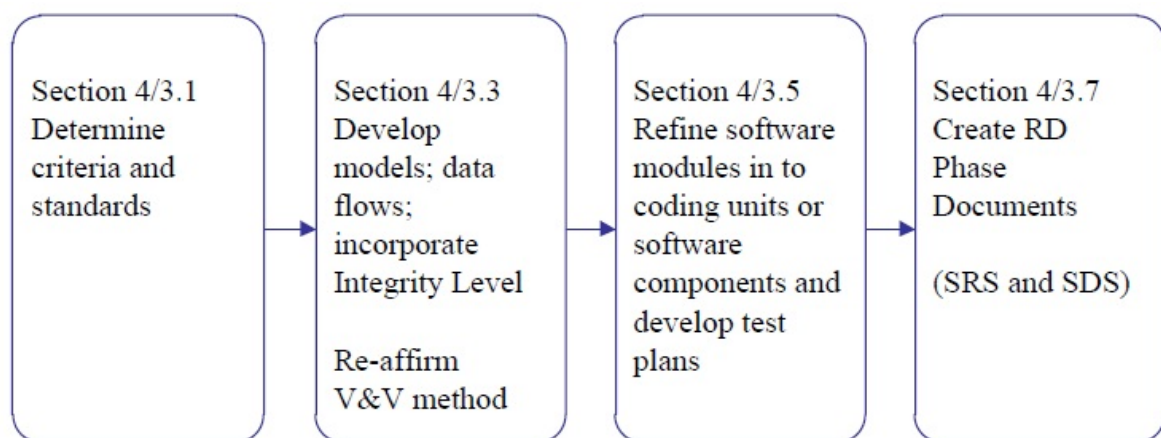 Section 4/3.1
Determine
criteria and
standards
Section 4/3.3
Develop
models; data
flows;
incorporate
Integrity Level
Re-affirm
V&V method
Section 4/3.5
Refine software
modules in to
coding units or
software
components and
develop test
plans
Section 4/3.7
Create RD
Phase
Documents
(SRS and SDS)